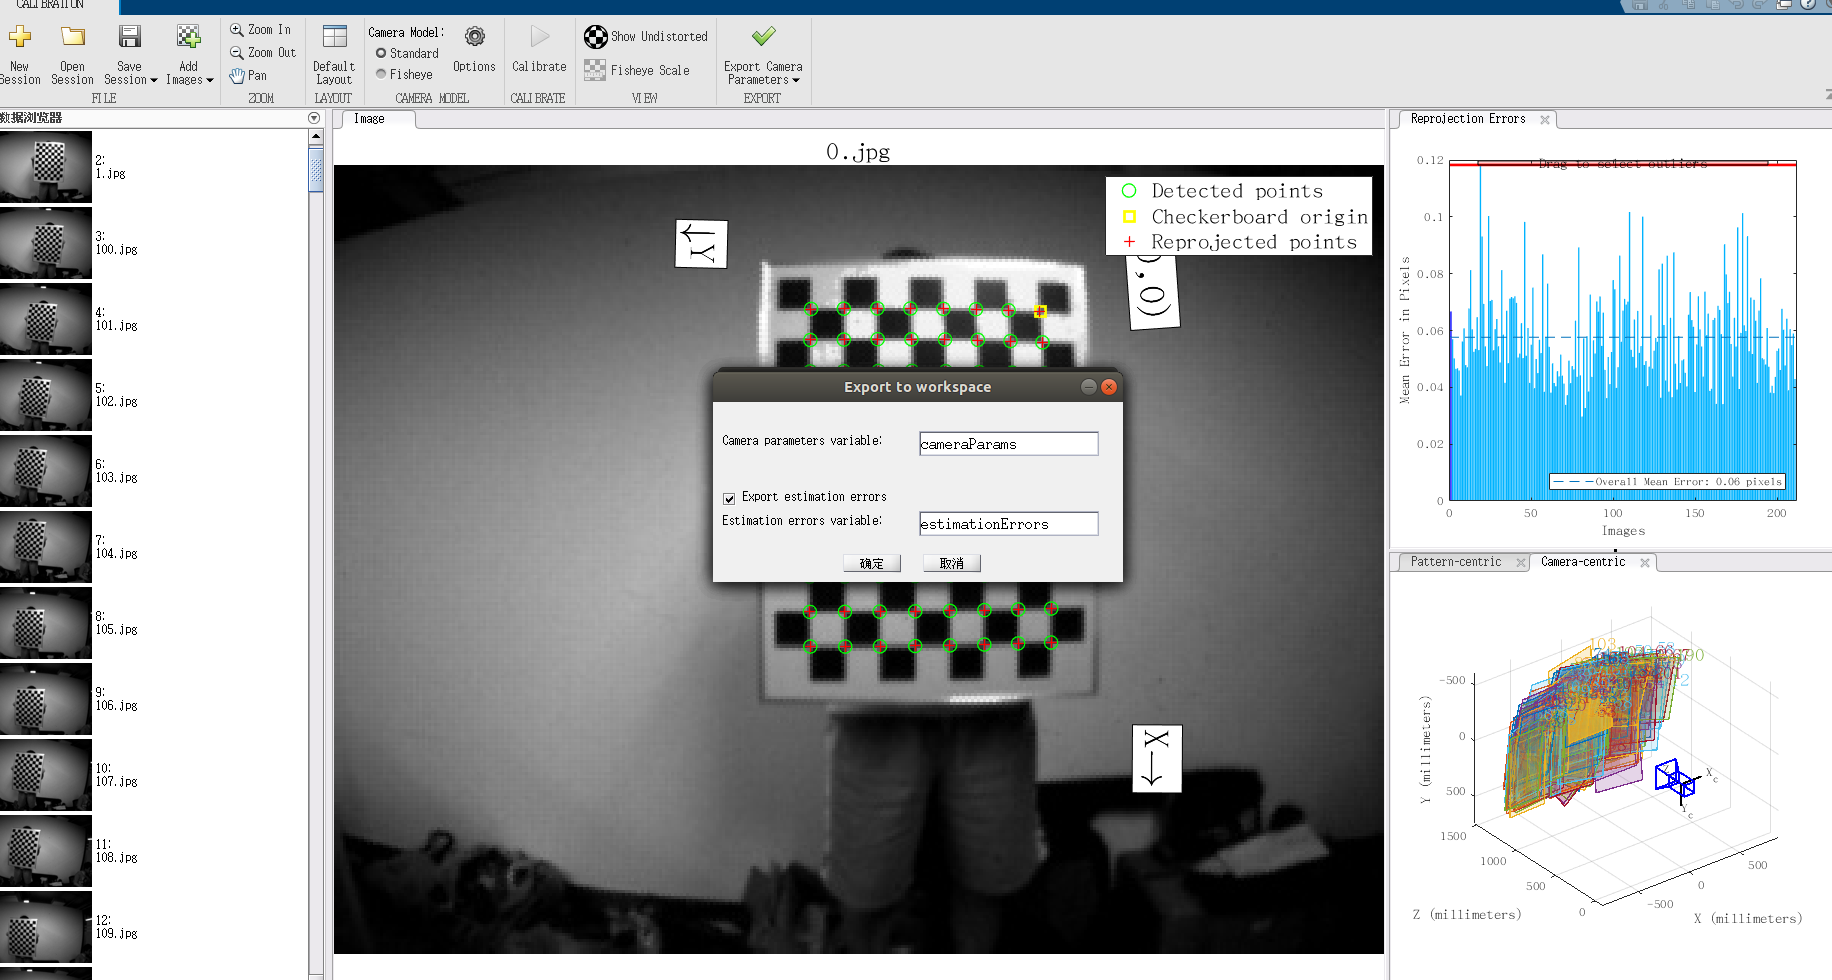 CALIBRATION
New Session
Open Session
Save Session
Add Images
FILE
Zoom In
Zoom Out
Pan
ZOOM
Default Layout
LAYOUT
Camera Model:
Standard
Fisheye
Options
CAMERA MODEL
Calibrate
CALIBRATE
Show Undistorted
Fisheye Scale
VIEW
Export Camera Parameters
EXPORT
数据浏览器
2:
1.jpg
3:
100.jpg
4:
101.jpg
5:
102.jpg
6:
103.jpg
7:
104.jpg
8:
105.jpg
9:
106.jpg
10:
107.jpg
11:
108.jpg
12:
109.jpg
Image
0.jpg
Detected points
Checkerboard origin
Reprojected points
Y
(0,0
X
Export to workspace
Camera parameters variable:
cameraParams
Export estimation errors
Estimation errors variable:
estimationErrors
确定
取消
Reprojection Errors
Drag to select outliers
0.12
0.1
0.08
0.06
0.04
0.02
0
Mean Error in Pixels
Overall Mean Error: 0.06 pixels
0
50
100
150
200
Images
Pattern-centric
Camera-centric
103
190
2
-500
0
500
Y (millimeters)
1500
1000
500
0
Z (millimeters)
-500
0
500
X (millimeters)
Xc
Yc